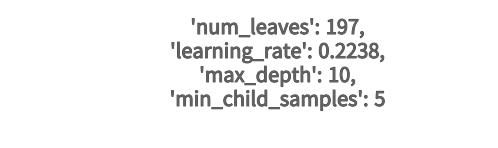 'num_leaves': 197,
'learning_rate': 0.2238,
'max_depth': 10,
'min_child_samples': 5